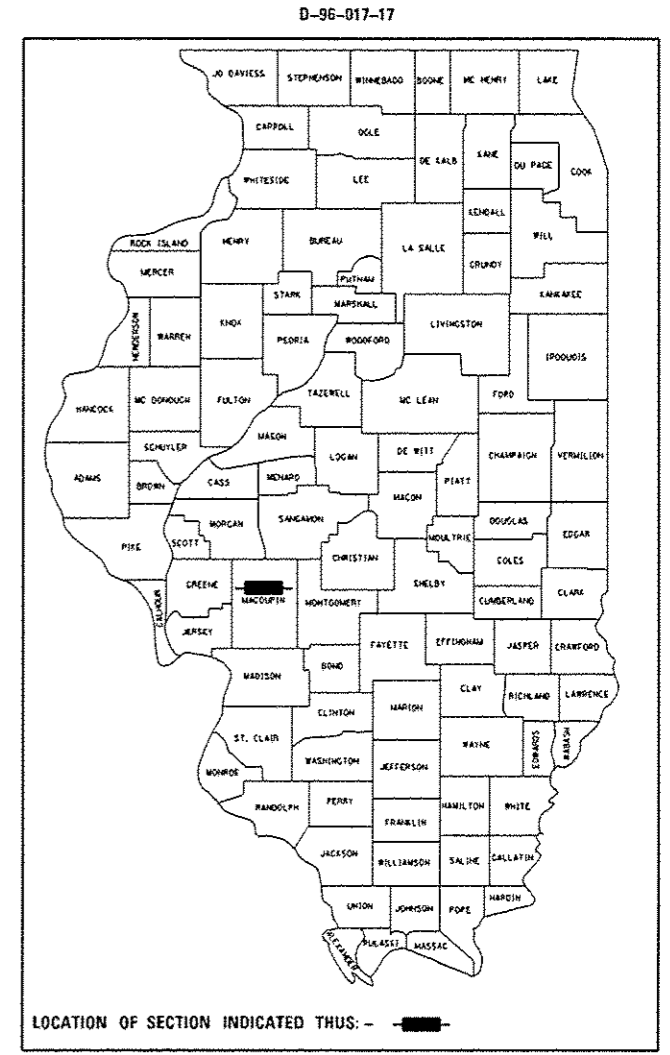 D-96-017-17
JO DAVIESS STEPHENSON WINNEBAGO BOONE MC HENRY LAKE
CARROLL OGLE
DE KALB KANE DU PAGE COOK
WHITESIDE LEE
KENDALL
WILL
ROCK ISLAND HENRY BUREAU LA SALLE
GRUNDY
MERCER PUTNAM
KANKAKEE
STARK MARSHALL
HENDERSON WARREN KNOX PEORIA WOODFORD LIVINGSTON
IROQUOIS
HANCOCK MC DONOUGH FULTON TAZEWELL MC LEAN FORD
MASON
SCHUYLER LOGAN DE WITT CHAMPAIGN VERMILION
ADAMS BROWN CASS MENARD PIATT
MACON
MORGAN SANGAMON DOUGLAS
PIKE SCOTT CHRISTIAN MOULTRIE EDGAR
COLES
GREENE SHELBY
CALHOUN MACOUPIN MONTGOMERY CUMBERLAND CLARK
JERSEY FAYETTE EFFINGHAM JASPER CRAWFORD
BOND
MADISON CLAY RICHLAND LAWRENCE
CLINTON MARION
ST. CLAIR WAYNE EDWARDS WABASH
WASHINGTON JEFFERSON
MONROE
RANDOLPH PERRY HAMILTON WHITE
FRANKLIN
JACKSON WILLIAMSON SALINE GALLATIN
UNION JOHNSON POPE HARDIN
ALEXANDER PULASKI MASSAC
LOCATION OF SECTION INDICATED THUS: -